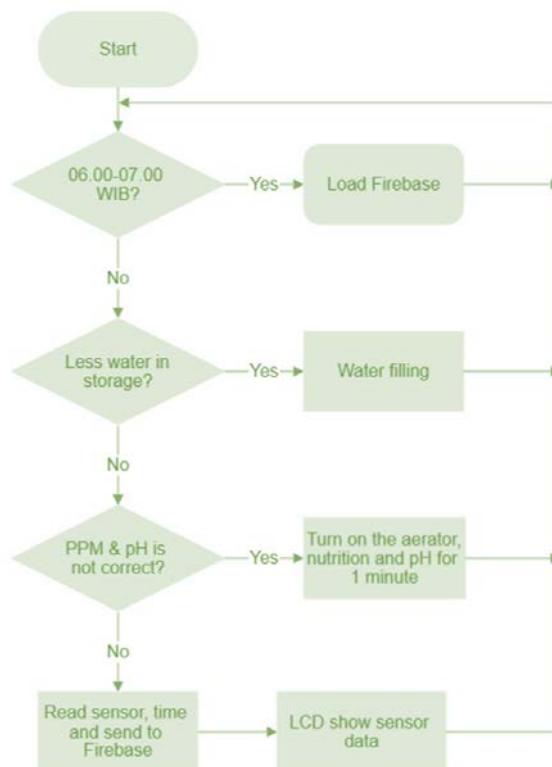 Start
06.00-07.00
WIB?
Yes
Load Firebase
No
Less water in
storage?
Yes
Water filling
No
PPM & pH is
not correct?
Yes
Turn on the aerator,
nutrition and pH for
1 minute
No
Read sensor, time
and send to
Firebase
LCD show sensor
data